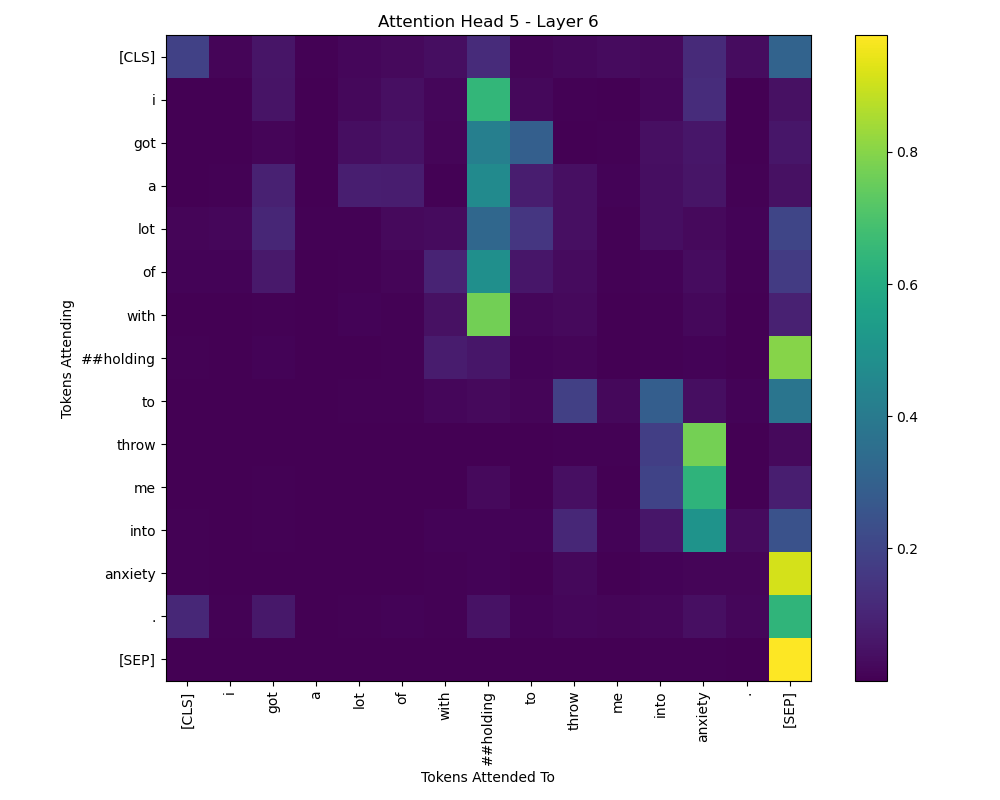 Attention Head 5 - Layer 6
[CLS]
i
got
a
lot
of
with
##holding
to
throw
me
into
anxiety
.
[SEP]
Tokens Attending
[CLS]
i
got
a
lot
of
with
##holding
to
throw
me
into
anxiety
.
[SEP]
Tokens Attended To
0.8
0.6
0.4
0.2